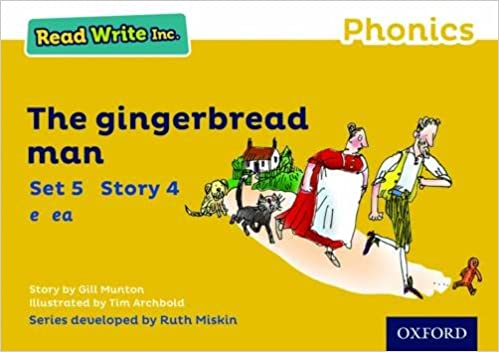 Read Write Inc.
Phonics
The gingerbread
man
Set 5 Story 4
e ea
Story by Gill Munton
Illustrated by Tim Archbold
Series developed by Ruth Miskin
OXFORD